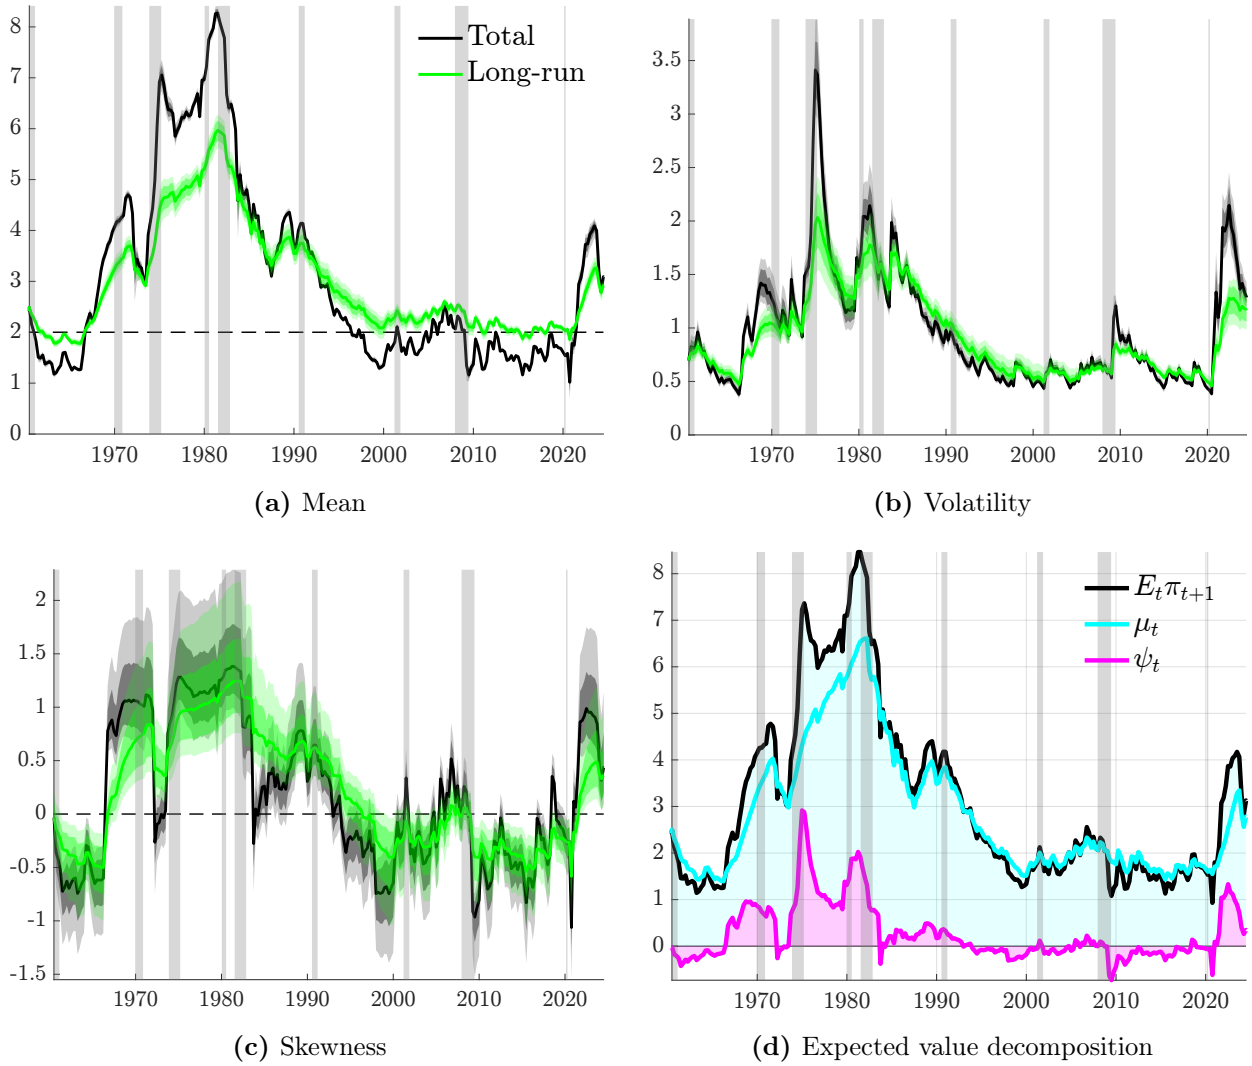 8
7
6
5
4
3
2
1
0
1970 1980 1990 2000 2010 2020
Total
Long-run
(a) Mean
3.5
3
2.5
2
1.5
1
0.5
0
1970 1980 1990 2000 2010 2020
(b) Volatility
2
1.5
1
0.5
0
-0.5
-1
-1.5
1970 1980 1990 2000 2010 2020
(c) Skewness
8
7
6
5
4
3
2
1
0
1970 1980 1990 2000 2010 2020
E_tπ_{t+1}
μ_t
ψ_t
(d) Expected value decomposition